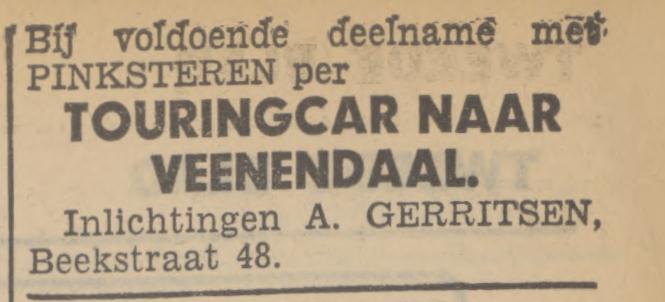 Bij voldoende deelname met
PINKSTEREN per
TOURINGCAR NAAR
VEENENDAAL.
Inlichtingen A. GERRITSEN,
Beekstraat 48.